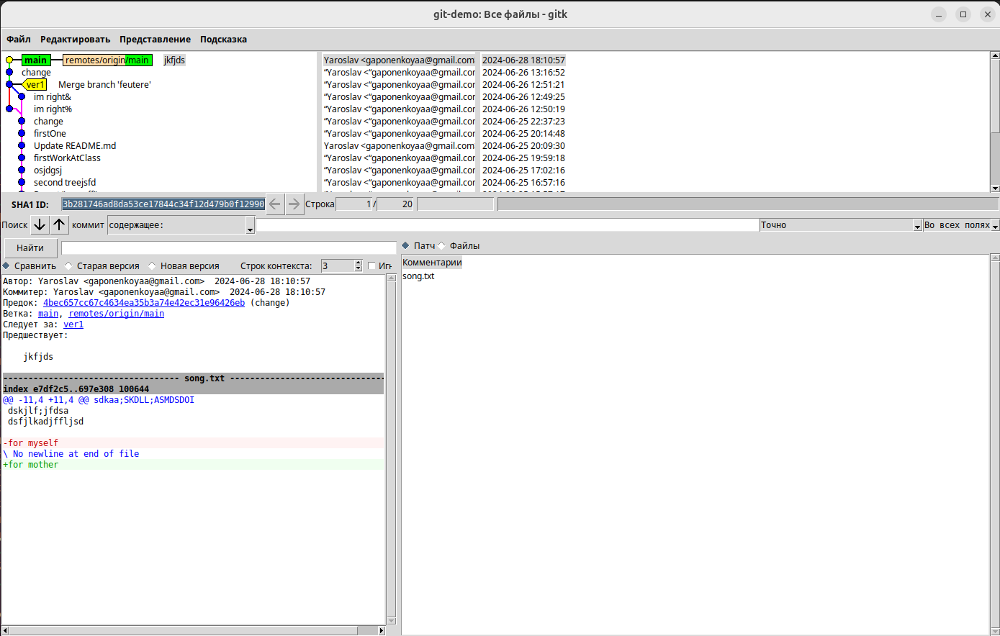 git-demo: Все файлы - gitk
Файл Редактировать Представление Подсказка
main remotes/origin/main jkfjds Yaroslav <gaponenkoyaa@gmail.com 2024-06-28 18:10:57
change “Yaroslav <“gaponenkoyaa@gmail.cor 2024-06-26 13:16:52
ver1 Merge branch 'feutere' “Yaroslav <“gaponenkoyaa@gmail.cor 2024-06-26 12:51:21
im right& “Yaroslav <“gaponenkoyaa@gmail.cor 2024-06-26 12:49:25
im right% “Yaroslav <“gaponenkoyaa@gmail.cor 2024-06-26 12:50:19
change “Yaroslav <“gaponenkoyaa@gmail.cor 2024-06-25 22:37:23
firstOne “Yaroslav <“gaponenkoyaa@gmail.cor 2024-06-25 20:14:48
Update README.md Yaroslav <gaponenkoyaa@gmail.com 2024-06-25 20:09:30
firstWorkAtClass “Yaroslav <“gaponenkoyaa@gmail.cor 2024-06-25 19:59:18
osjdgsj “Yaroslav <“gaponenkoyaa@gmail.cor 2024-06-25 17:02:16
second treejsfd “Yaroslav <“gaponenkoyaa@gmail.cor 2024-06-25 16:57:16
SHA1 ID: 3b281746ad8da53ce17844c34f12d479b0f12990 Строка 1 / 20
Поиск коммит содержащее: Точно Во всех полях
Найти
Патч Файлы
Сравнить Старая версия Новая версия Строк контекста: 3 Игн
Комментарии
song.txt
Автор: Yaroslav <gaponenkoyaa@gmail.com> 2024-06-28 18:10:57
Коммитер: Yaroslav <gaponenkoyaa@gmail.com> 2024-06-28 18:10:57
Предок: 4bec657cc67c4634ea35b3a74e42ec31e96426eb (change)
Ветка: main, remotes/origin/main
Следует за: ver1
Предшествует:
jkfjds
---------------------------------- song.txt -------------------------------
index e7df2c5..697e308 100644
@@ -11,4 +11,4 @@ sdkaa;SKDLL;ASMDSDOI
dskjlf;jfdsa
dsfjlkadjffljsd
-for myself
\ No newline at end of file
+for mother